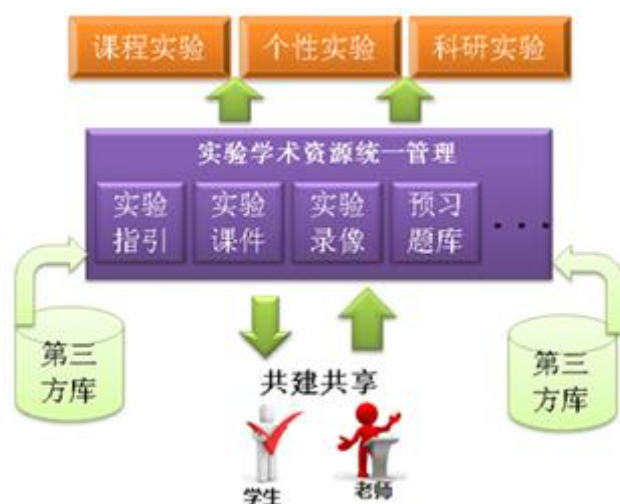 课程实验 个性实验 科研实验
实验学术资源统一管理
实验 实验 实验 预习
指引 课件 录像 题库 ...
第三
方库
第三
方库
共建共享
学生 老师